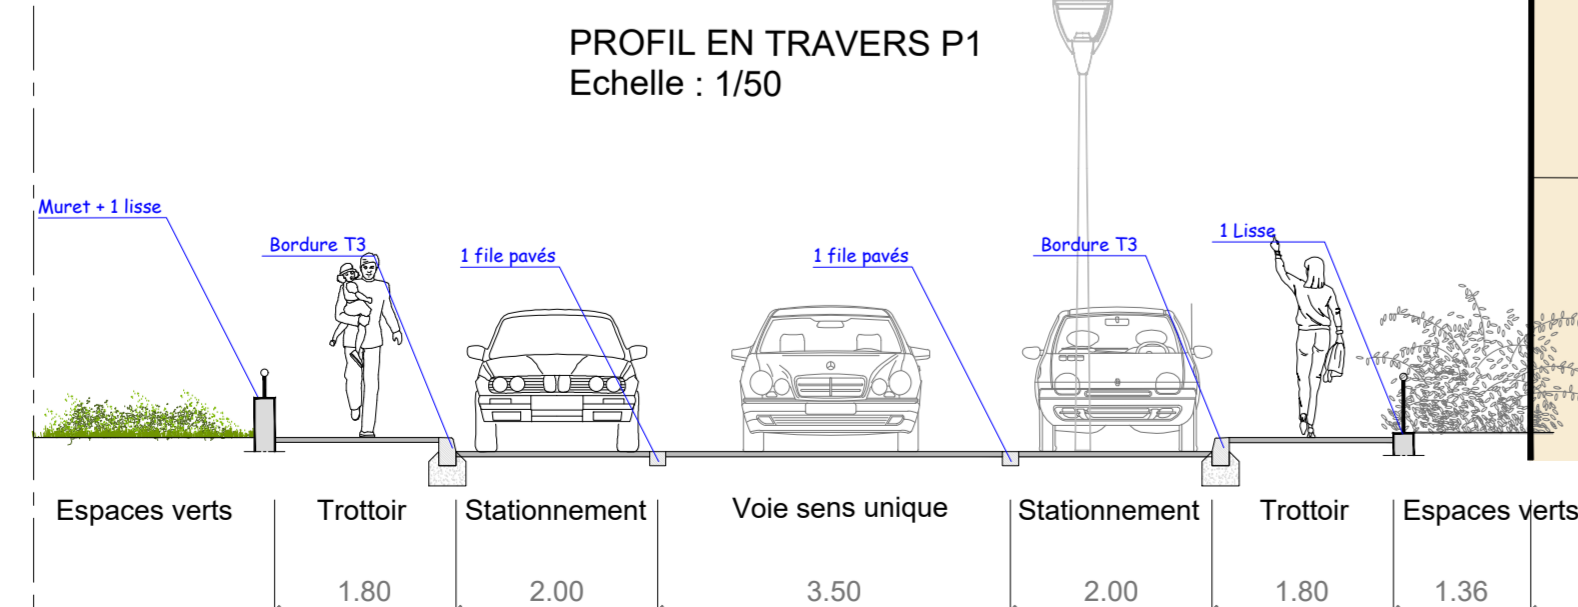 PROFIL EN TRAVERS P1
Echelle : 1/50
Muret + 1 lisse
Bordure T3
1 file pavés
1 file pavés
Bordure T3
1 Lisse
Espaces verts
Trottoir
Stationnement
Voie sens unique
Stationnement
Trottoir
Espaces verts
1.80
2.00
3.50
2.00
1.80
1.36